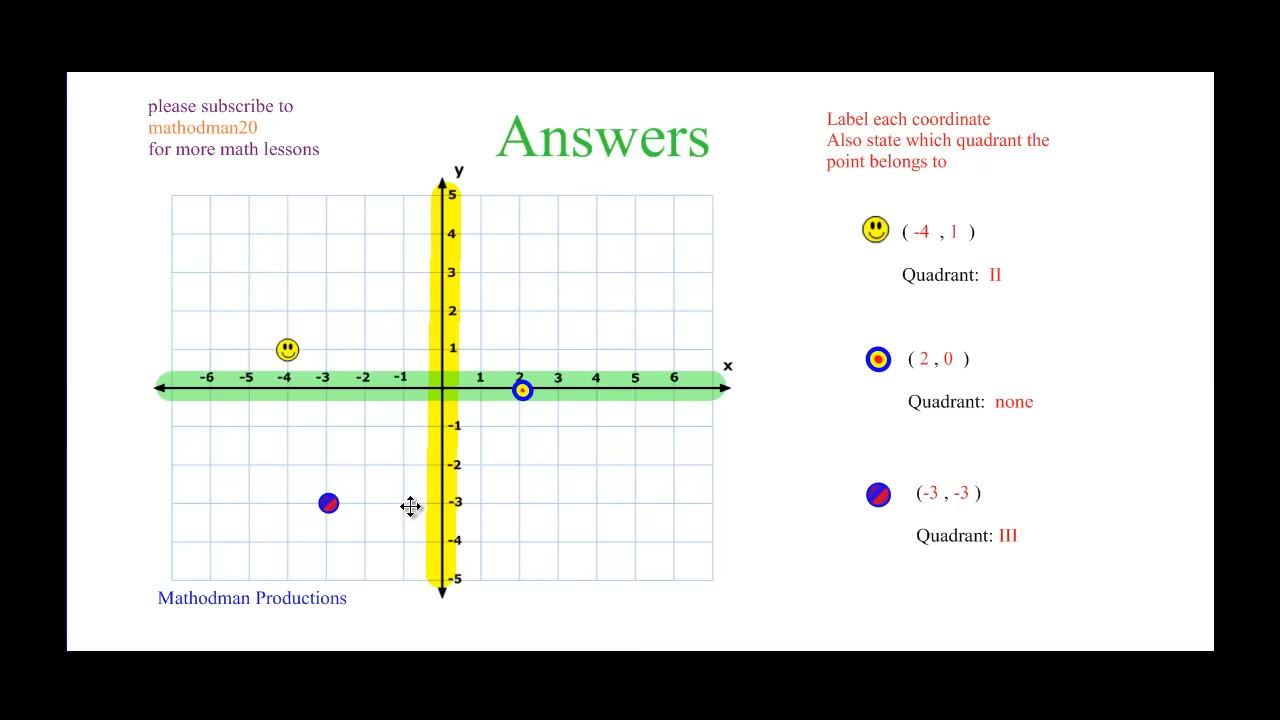 please subscribe to
mathodman20
for more math lessons
Answers
Label each coordinate
Also state which quadrant the
point belongs to
y
5
4
3
2
1
-6 -5 -4 -3 -2 -1 1 2 3 4 5 6
x
-1
-2
-3
-4
-5
( -4 , 1 )
Quadrant: II
( 2 , 0 )
Quadrant: none
(-3 , -3 )
Quadrant: III
Mathodman Productions